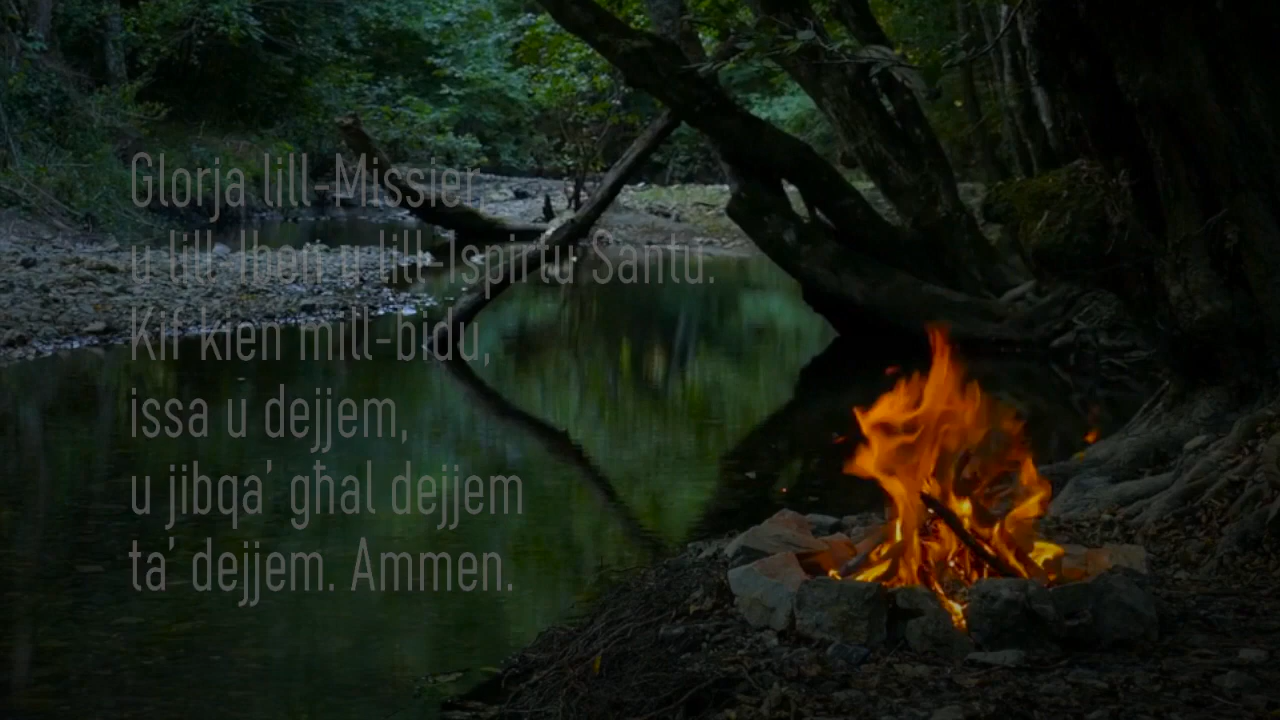 Glorja lill-Missier,
u lill-Iben u lill-Ispirtu Santu.
Kif kien mill-bidu,
issa u dejjem,
u jibqa’ għal dejjem
ta’ dejjem. Ammen.